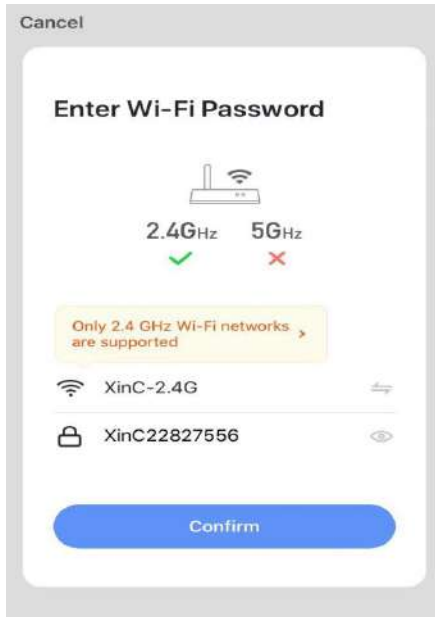 Cancel
Enter Wi-Fi Password
2.4GHz 5GHz
Only 2.4 GHz Wi-Fi networks
are supported
XinC-2.4G
XinC22827556
Confirm